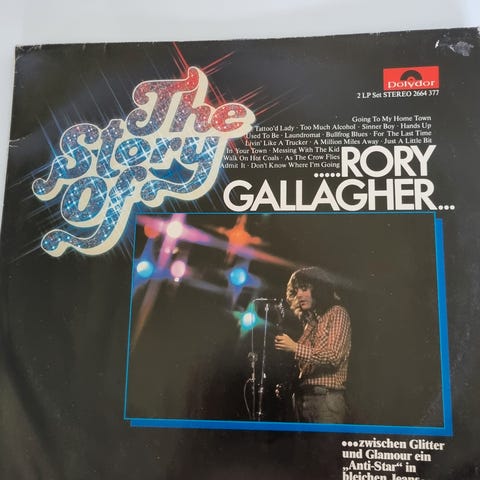 The
Story
Of
Polydor
2 LP Set STEREO 2664 377
Going To My Home Town
Tattoo'd Lady · Too Much Alcohol · Sinner Boy · Hands Up
Used To Be · Laundromat · Bullfrog Blues · For The Last Time
Livin' Like A Trucker · A Million Miles Away · Just A Little Bit
In Your Town · Messing With The Kid
Walk On Hot Coals · As The Crow Flies
Admit It · Don't Know Where I'm Going
.....RORY
GALLAGHER...
...zwischen Glitter
und Glamour ein
„Anti-Star“ in
bleichen Jeans